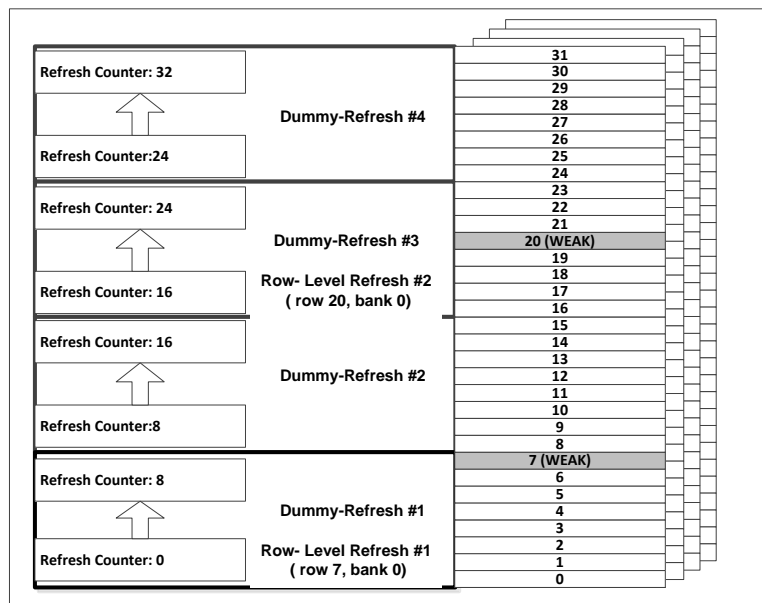 Refresh Counter: 32
Dummy-Refresh #4
Refresh Counter:24
Refresh Counter: 24
Dummy-Refresh #3
Row- Level Refresh #2
( row 20, bank 0)
Refresh Counter: 16
Refresh Counter: 16
Dummy-Refresh #2
Refresh Counter:8
Refresh Counter: 8
Dummy-Refresh #1
Row- Level Refresh #1
( row 7, bank 0)
Refresh Counter: 0
31
30
29
28
27
26
25
24
23
22
21
20 (WEAK)
19
18
17
16
15
14
13
12
11
10
9
8
7 (WEAK)
6
5
4
3
2
1
0